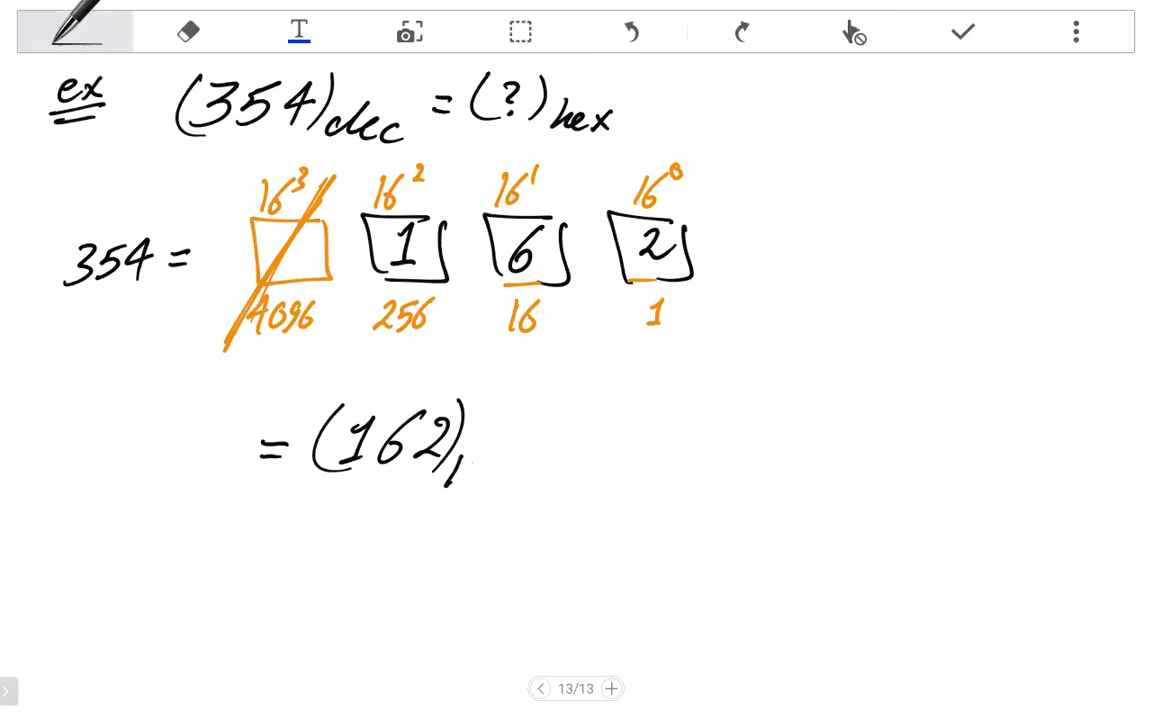 T
ex (354)dec = (?)hex
16³ 16² 16¹ 16⁰
354 = 1 6 2
4096 256 16 1
= (162)
13/13